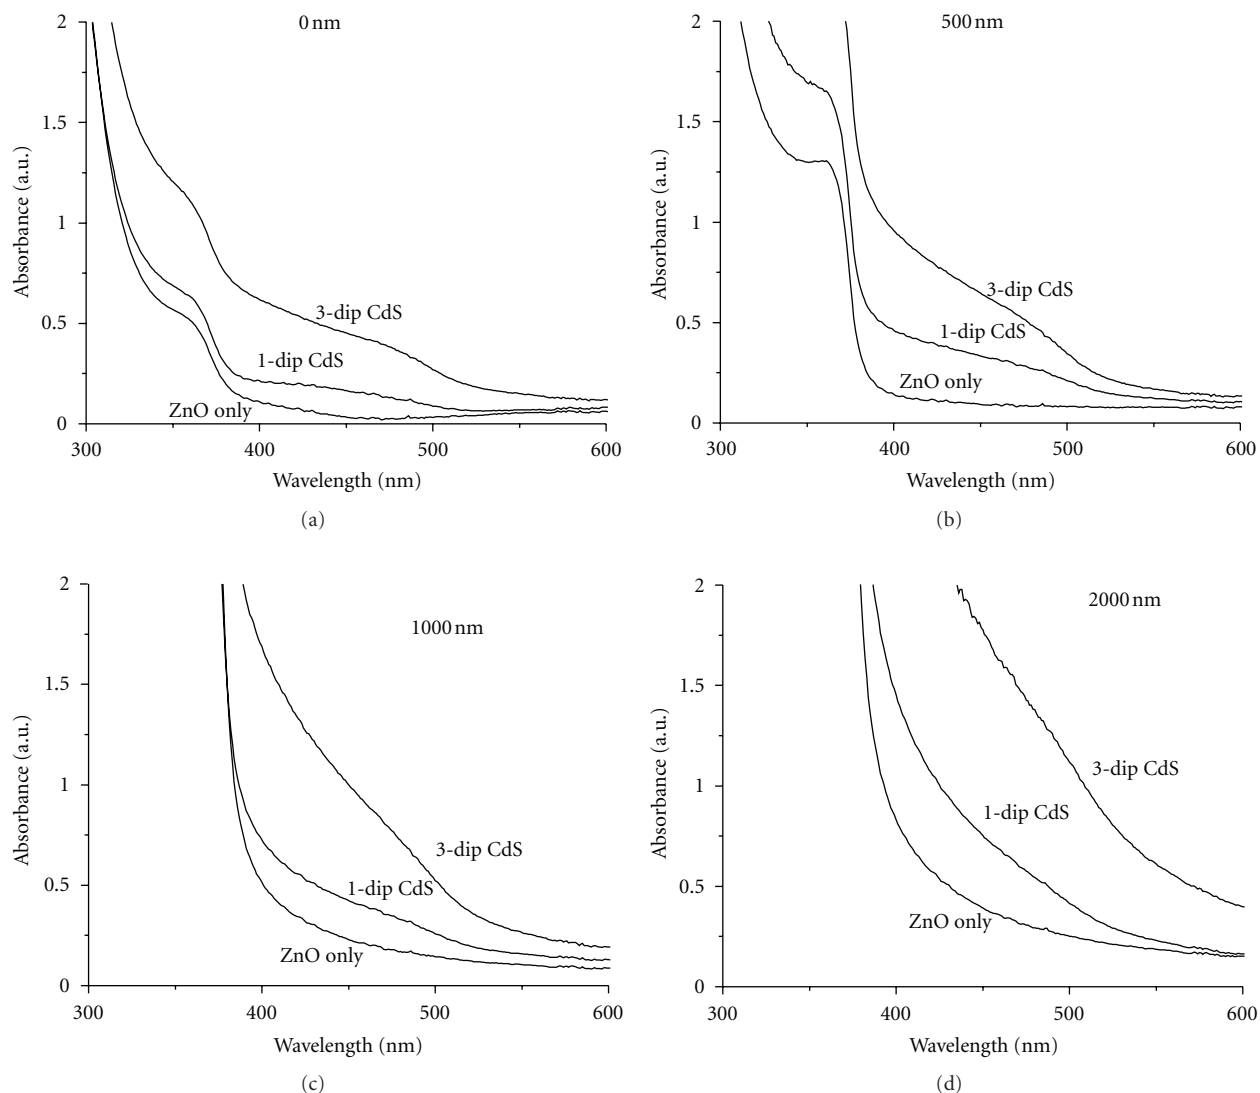 0 nm
2
1.5
1
0.5
0
Absorbance (a.u.)
3-dip CdS
1-dip CdS
ZnO only
300
400
500
600
Wavelength (nm)
(a)
500 nm
2
1.5
1
0.5
0
Absorbance (a.u.)
3-dip CdS
1-dip CdS
ZnO only
300
400
500
600
Wavelength (nm)
(b)
1000 nm
2
1.5
1
0.5
0
Absorbance (a.u.)
3-dip CdS
1-dip CdS
ZnO only
300
400
500
600
Wavelength (nm)
(c)
2000 nm
2
1.5
1
0.5
0
Absorbance (a.u.)
3-dip CdS
1-dip CdS
ZnO only
300
400
500
600
Wavelength (nm)
(d)